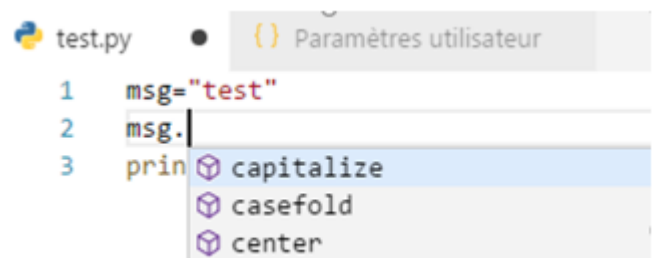 test.py
{} Paramètres utilisateur
1 msg="test"
2 msg.
3 prin
capitalize
casefold
center